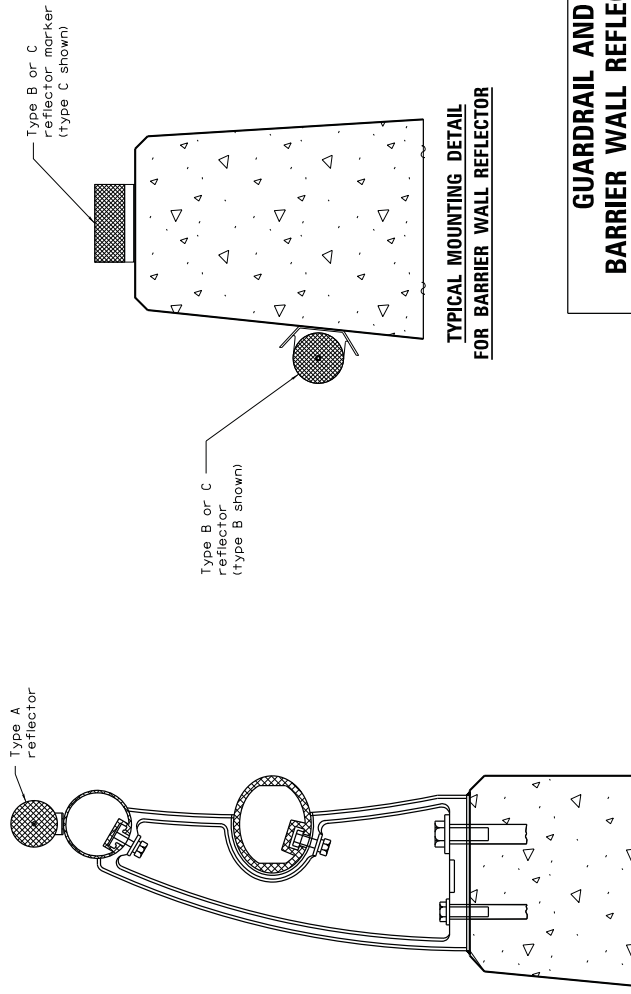 Type A
reflector
Type B or C
reflector
(type B shown)
Type B or C
reflector marker
(type C shown)
TYPICAL MOUNTING DETAIL
FOR BARRIER WALL REFLECTOR
GUARDRAIL AND
BARRIER WALL REFLEC